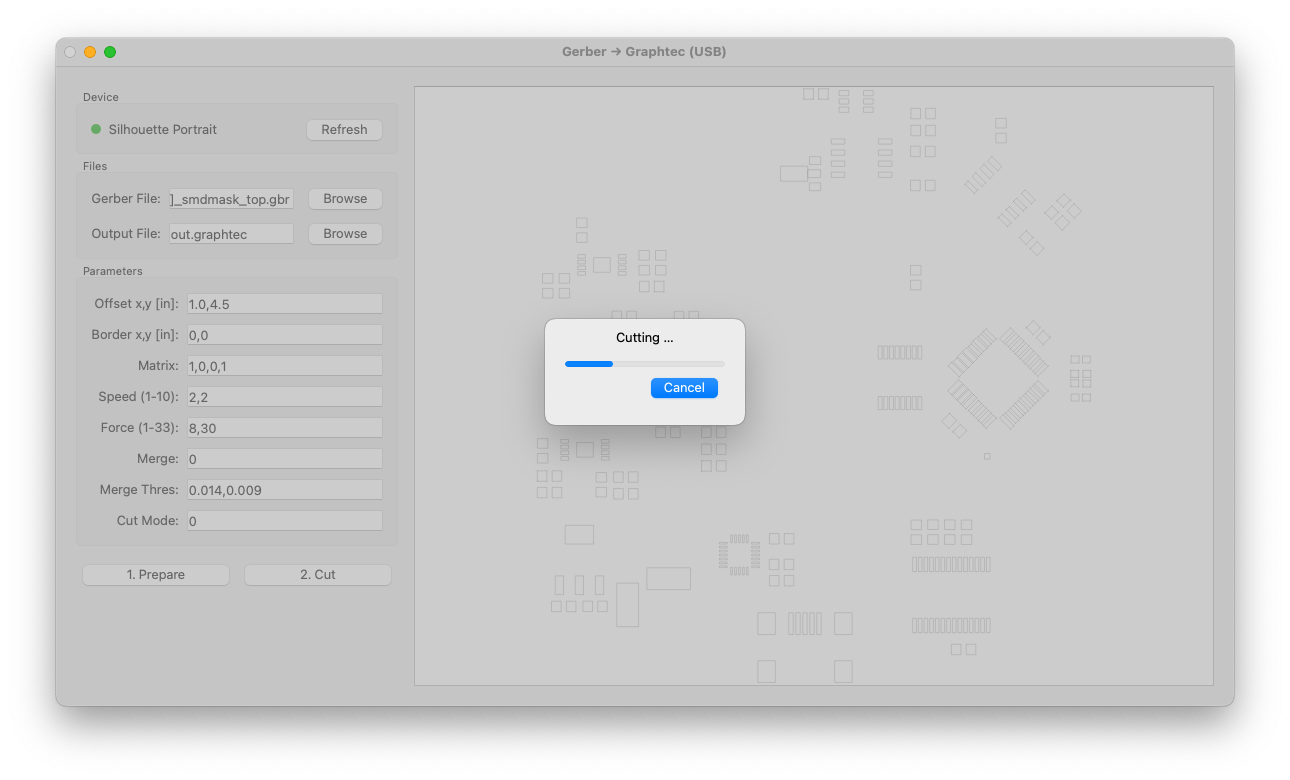 Gerber → Graphtec (USB)
Device
Silhouette Portrait
Refresh
Files
Gerber File: ]_smdmask_top.gbr Browse
Output File: out.graphtec Browse
Parameters
Offset x,y [in]: 1.0,4.5
Border x,y [in]: 0,0
Matrix: 1,0,0,1
Speed (1-10): 2,2
Force (1-33): 8,30
Merge: 0
Merge Thres: 0.014,0.009
Cut Mode: 0
1. Prepare 2. Cut
Cutting ...
Cancel